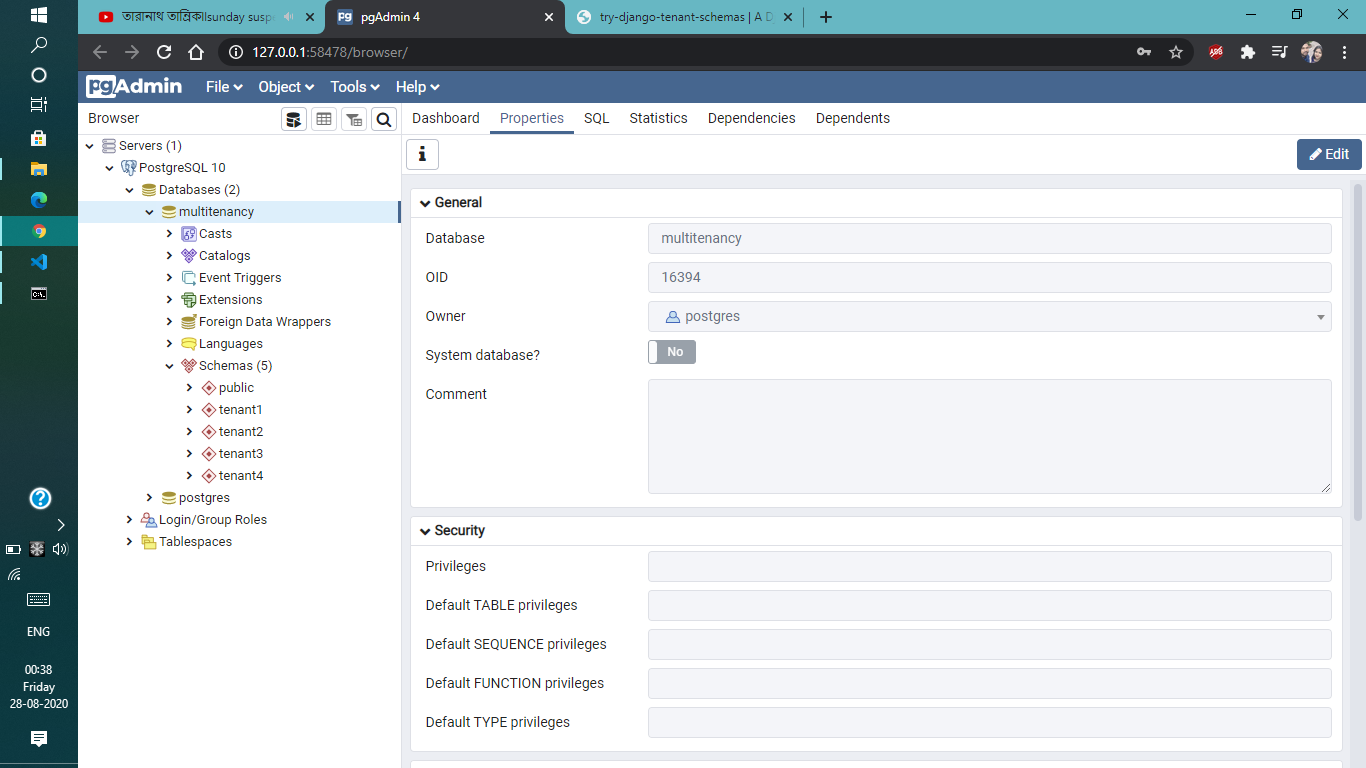 তারানাথ তান্ত্রিক।।sunday susp
pgAdmin 4
try-django-tenant-schemas | A D
127.0.0.1:58478/browser/
ABP
pgAdmin
File
Object
Tools
Help
Browser
Dashboard
Properties
SQL
Statistics
Dependencies
Dependents
Servers (1)
PostgreSQL 10
Databases (2)
multitenancy
Casts
Catalogs
Event Triggers
Extensions
Foreign Data Wrappers
Languages
Schemas (5)
public
tenant1
tenant2
tenant3
tenant4
postgres
Login/Group Roles
Tablespaces
i
Edit
General
Database
multitenancy
OID
16394
Owner
postgres
System database?
No
Comment
Security
Privileges
Default TABLE privileges
Default SEQUENCE privileges
Default FUNCTION privileges
Default TYPE privileges
ENG
00:38
Friday
28-08-2020